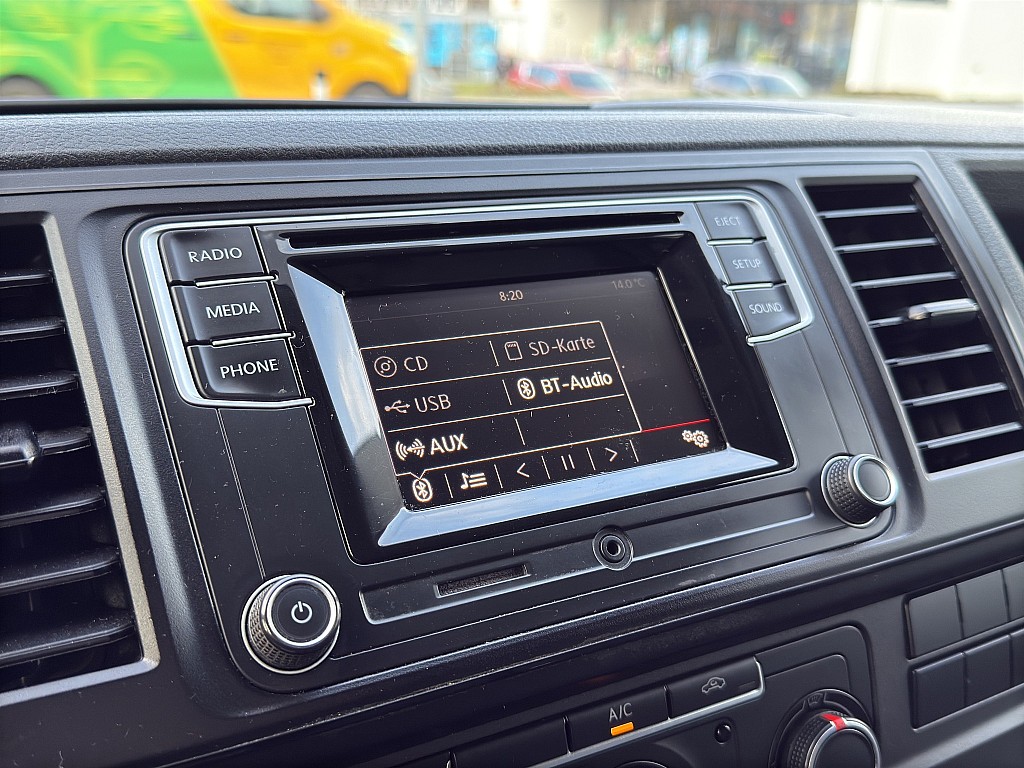 RADIO
MEDIA
PHONE
EJECT
SETUP
SOUND
8:20
14.0 °C
CD
SD-Karte
USB
BT-Audio
AUX
A/C